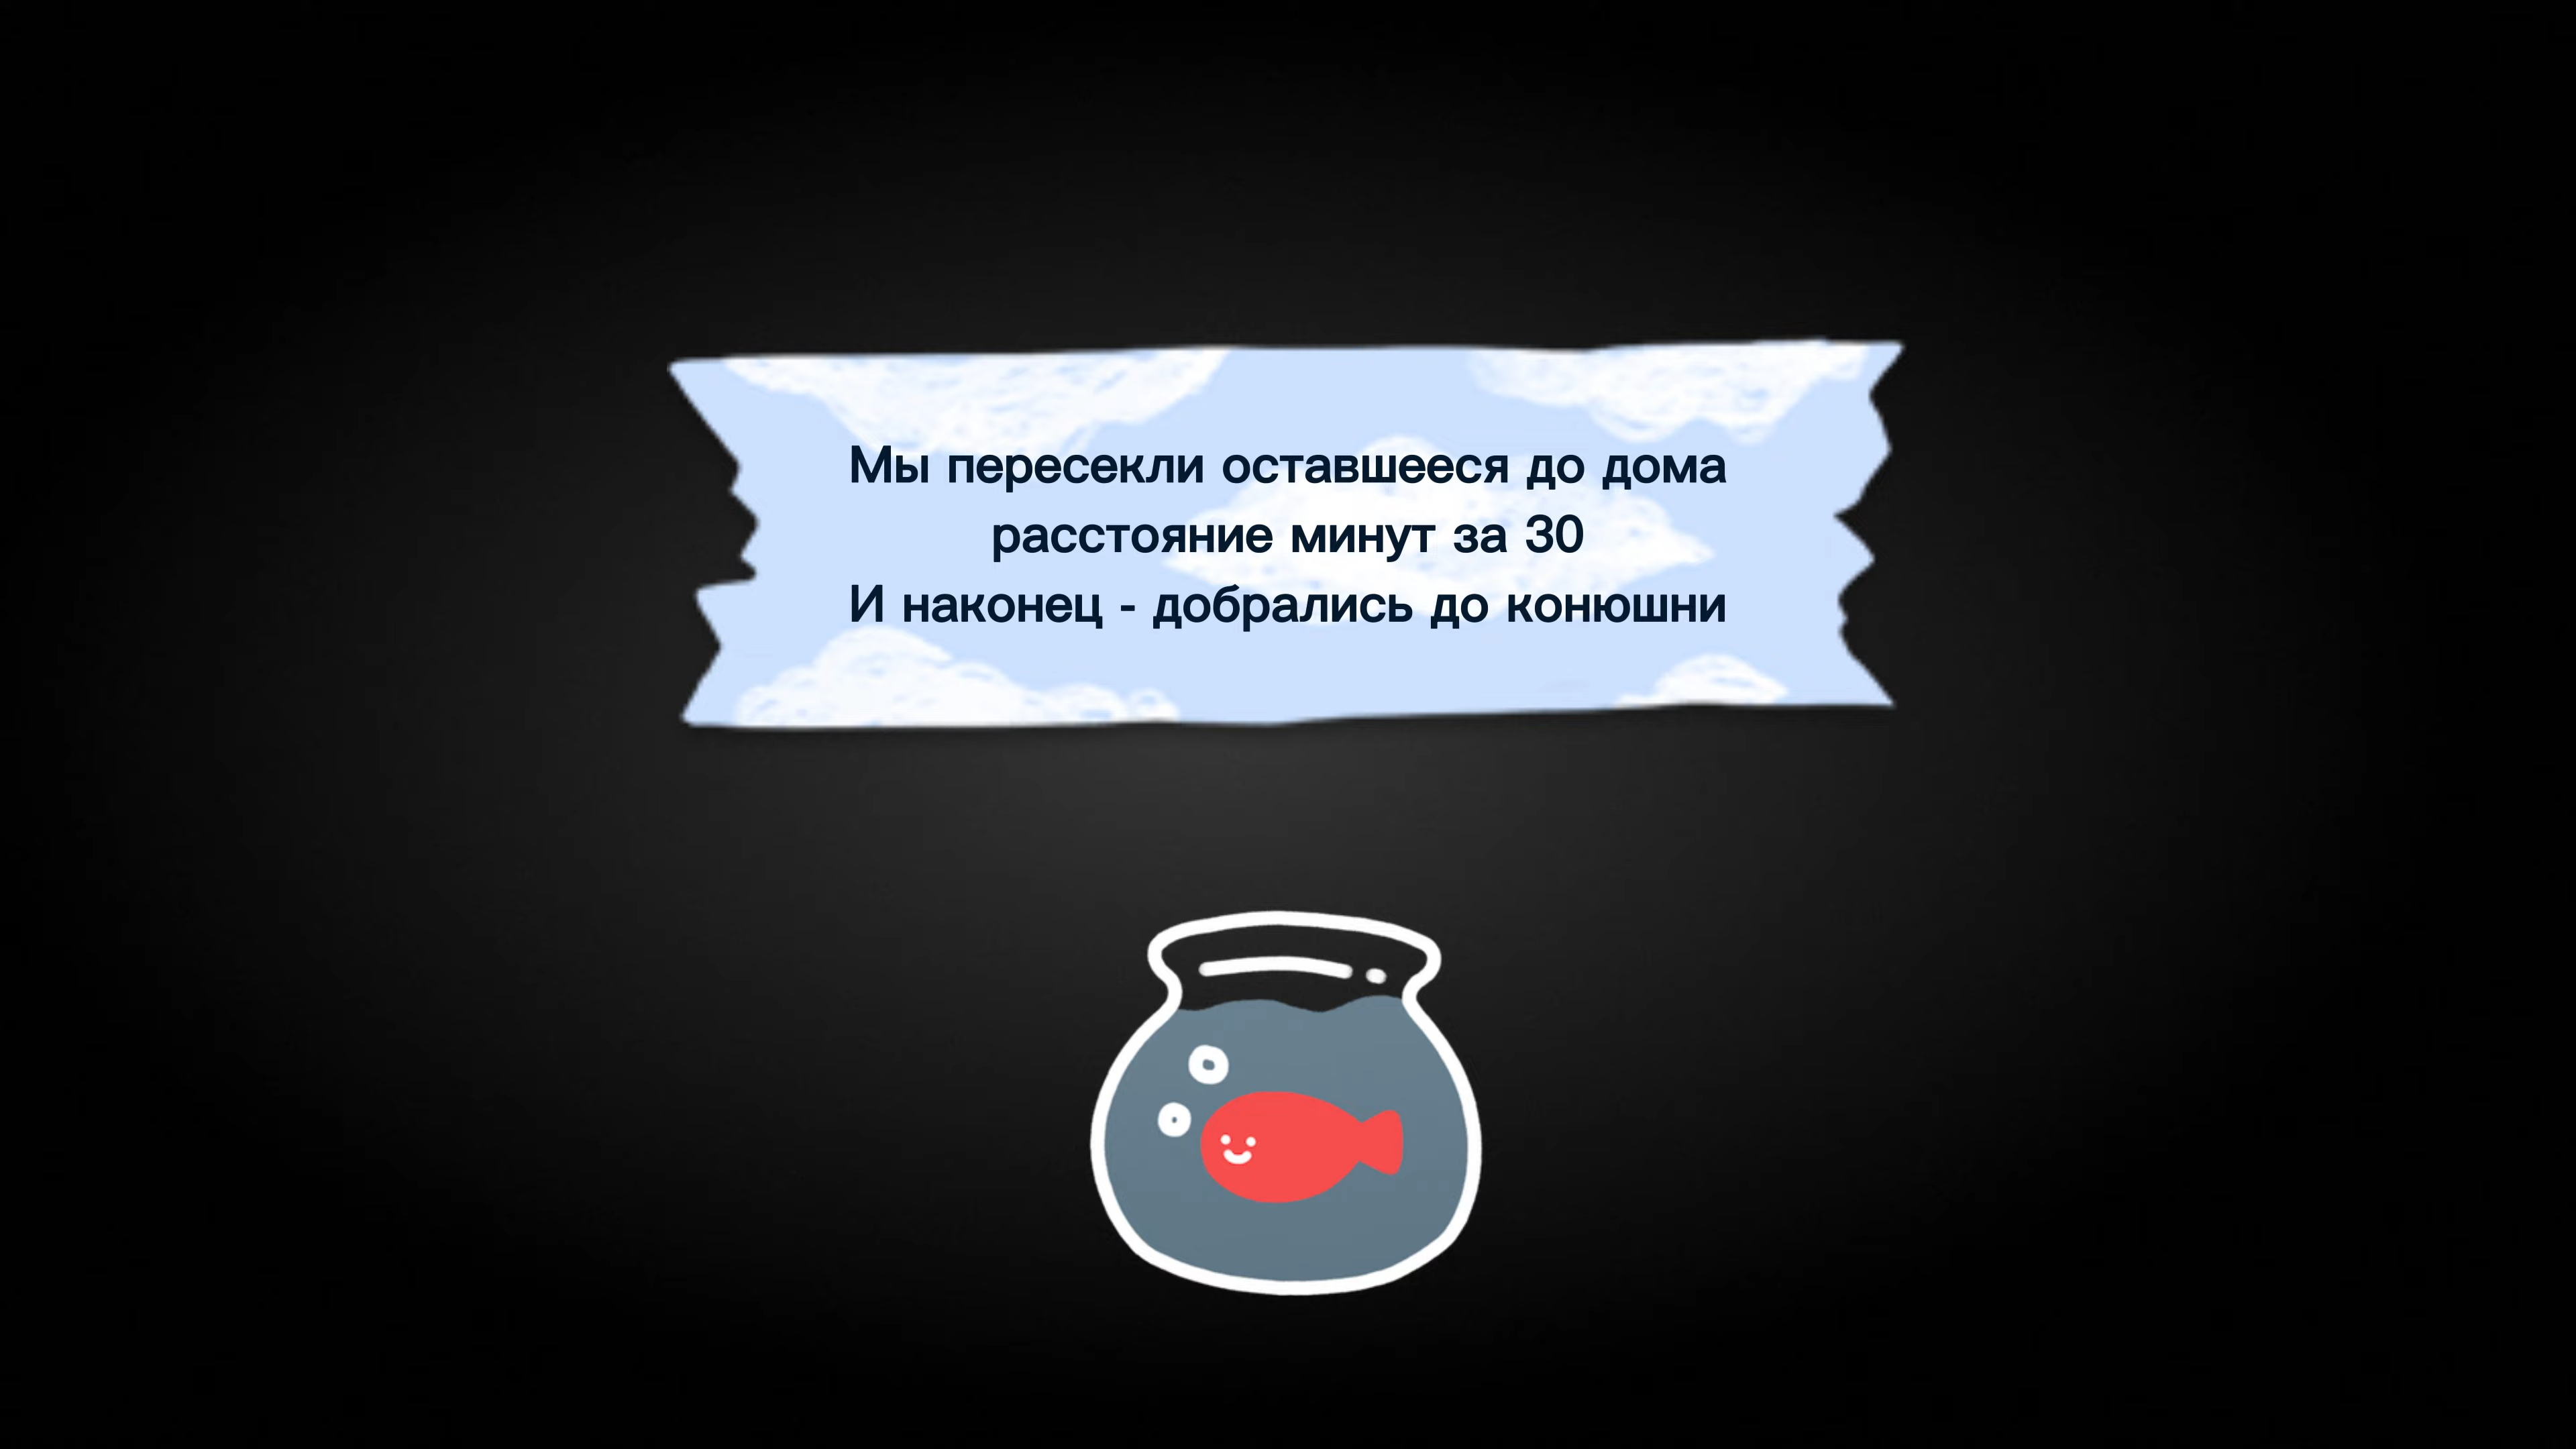 Мы пересекли оставшееся до дома
расстояние минут за 30
И наконец - добрались до конюшни